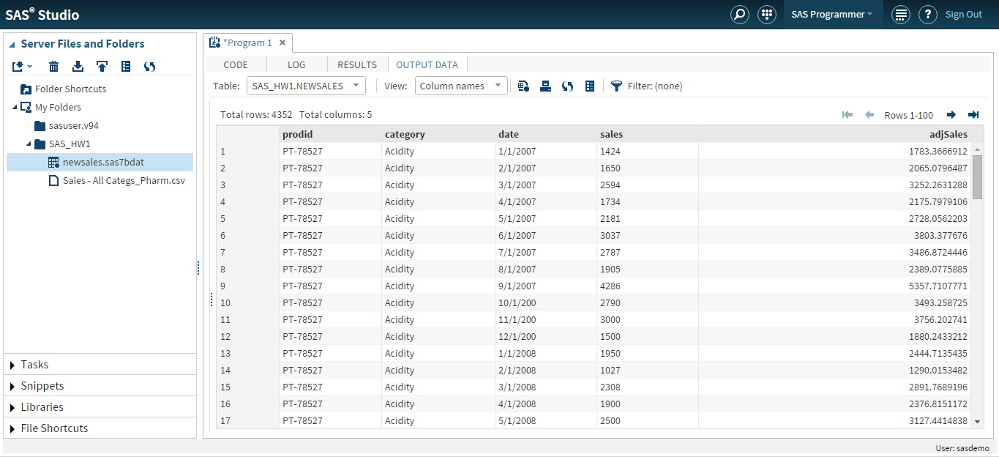 SAS® Studio
SAS Programmer
?
Sign Out
Server Files and Folders
Folder Shortcuts
My Folders
sasuser.v94
SAS_HW1
newsales.sas7bdat
Sales - All Categs_Pharm.csv
Tasks
Snippets
Libraries
File Shortcuts
*Program 1 ×
CODE LOG RESULTS OUTPUT DATA
Table: SAS_HW1.NEWSALES View: Column names Filter: (none)
Total rows: 4352 Total columns: 5 Rows 1-100
prodid category date sales adjSales
1 PT-78527 Acidity 1/1/2007 1424 1783.3666912
2 PT-78527 Acidity 2/1/2007 1650 2065.0796487
3 PT-78527 Acidity 3/1/2007 2594 3252.2631288
4 PT-78527 Acidity 4/1/2007 1734 2175.7979106
5 PT-78527 Acidity 5/1/2007 2181 2728.0562203
6 PT-78527 Acidity 6/1/2007 3037 3803.377676
7 PT-78527 Acidity 7/1/2007 2787 3486.8724446
8 PT-78527 Acidity 8/1/2007 1905 2389.0775885
9 PT-78527 Acidity 9/1/2007 4286 5357.7107771
10 PT-78527 Acidity 10/1/200 2790 3493.258725
11 PT-78527 Acidity 11/1/200 3000 3756.202741
12 PT-78527 Acidity 12/1/200 1500 1880.2433212
13 PT-78527 Acidity 1/1/2008 1950 2444.7135435
14 PT-78527 Acidity 2/1/2008 1027 1290.0153482
15 PT-78527 Acidity 3/1/2008 2308 2891.7689196
16 PT-78527 Acidity 4/1/2008 1900 2376.8151172
17 PT-78527 Acidity 5/1/2008 2500 3127.4414838
User: sasdemo